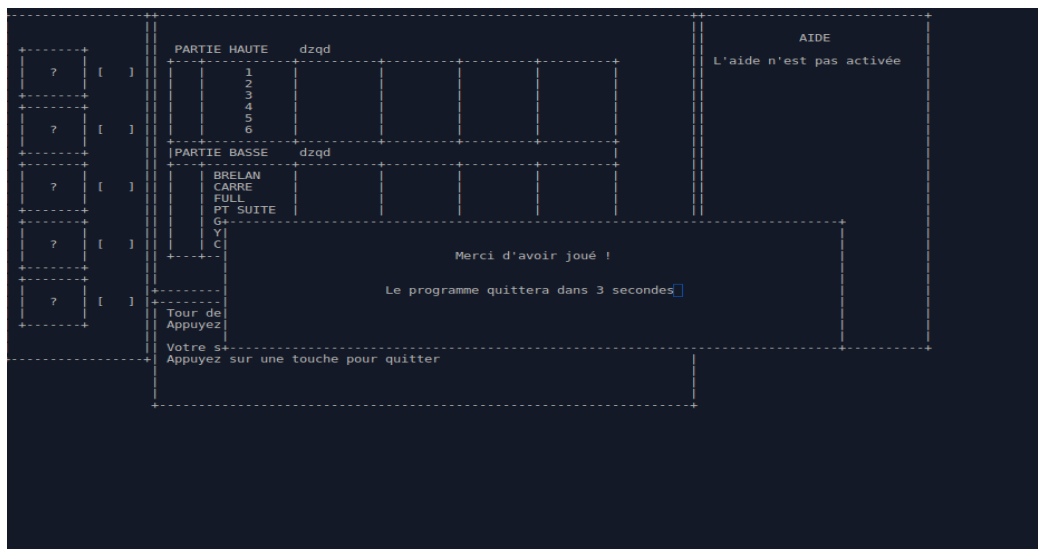 AIDE
PARTIE HAUTE dzqd
L'aide n'est pas activée
? [ ] 1
2
3
4
? [ ] 5
6
PARTIE BASSE dzqd
BRELAN
? [ ] CARRE
FULL
PT SUITE
G
Y
? [ ] C
Merci d'avoir joué !
Le programme quittera dans 3 secondes
? [ ]
Tour de
Appuyez
Votre s
Appuyez sur une touche pour quitter